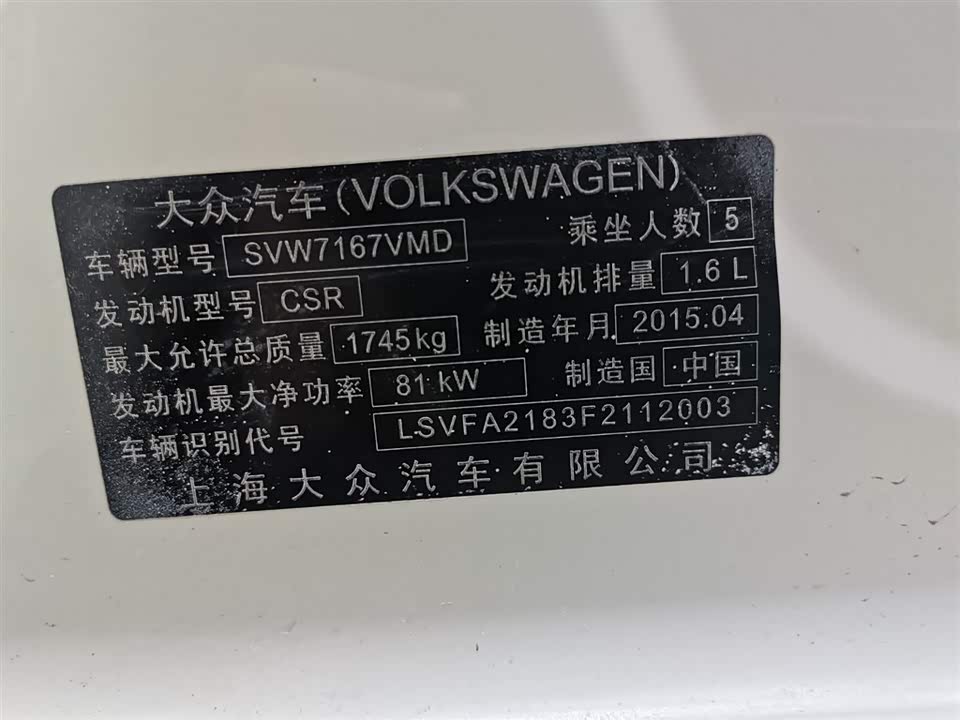 大众汽车(VOLKSWAGEN)
车辆型号 SVW7167VMD 乘坐人数 5
发动机型号 CSR 发动机排量 1.6 L
最大允许总质量 1745kg 制造年月 2015.04
发动机最大净功率 81 kW 制造国 中国
车辆识别代号 LSVFA2183F2112003
上海大众汽车有限公司